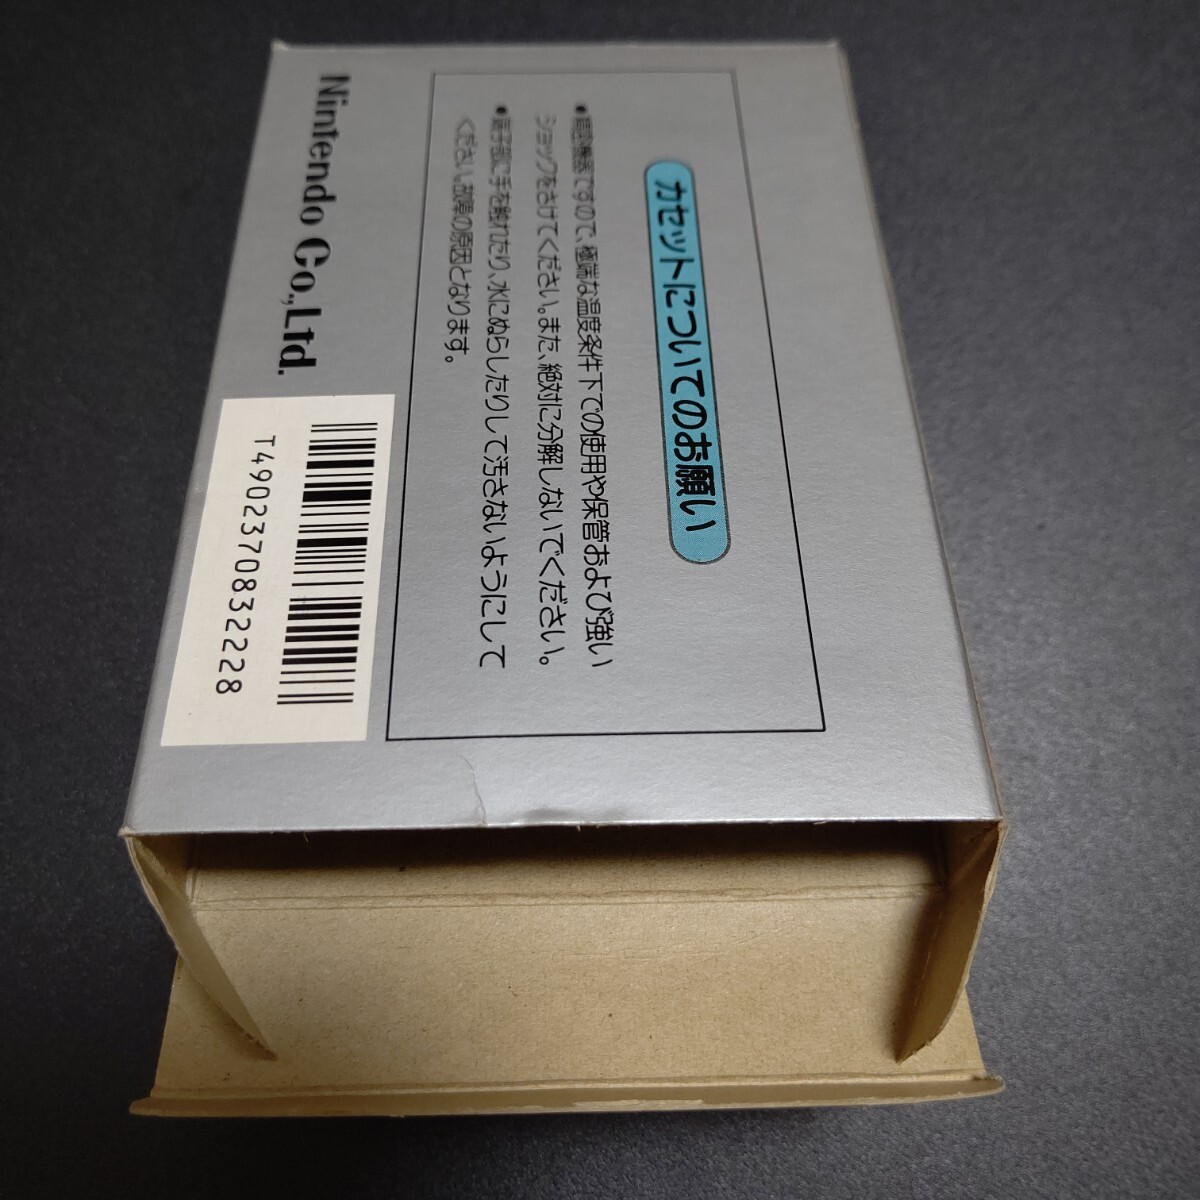 カセットについてのお願い
●精密機器ですので、極端な温度条件下での使用や保管および強い
ショックをさけてください。また、絶対に分解しないでください。
●端子部に手を触れたり、水にぬらしたりして汚さないようにして
ください。故障の原因となります。
Nintendo Co.,Ltd.
T4902370832228